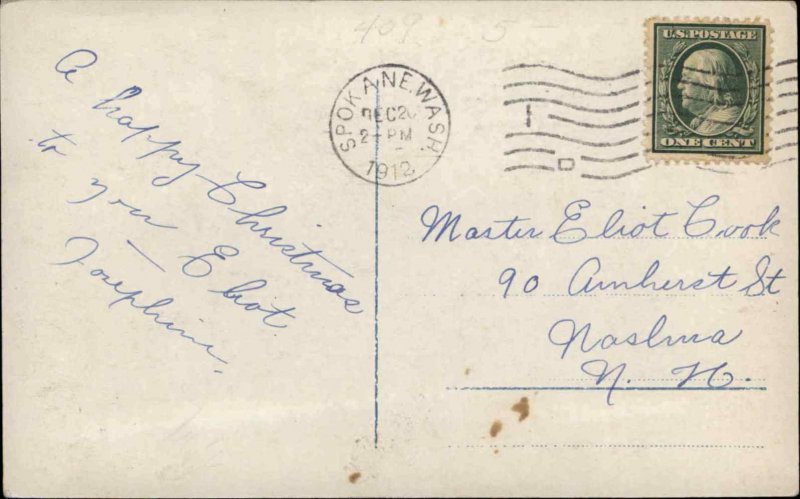 409 5-
SPOKANE, WASH.
DEC 20
2-PM
1912
U.S. POSTAGE
ONE CENT
A happy Christmas
to you Eliot
Josephine.
Master Eliot Cook
90 Amherst St
Nashua
N. H.